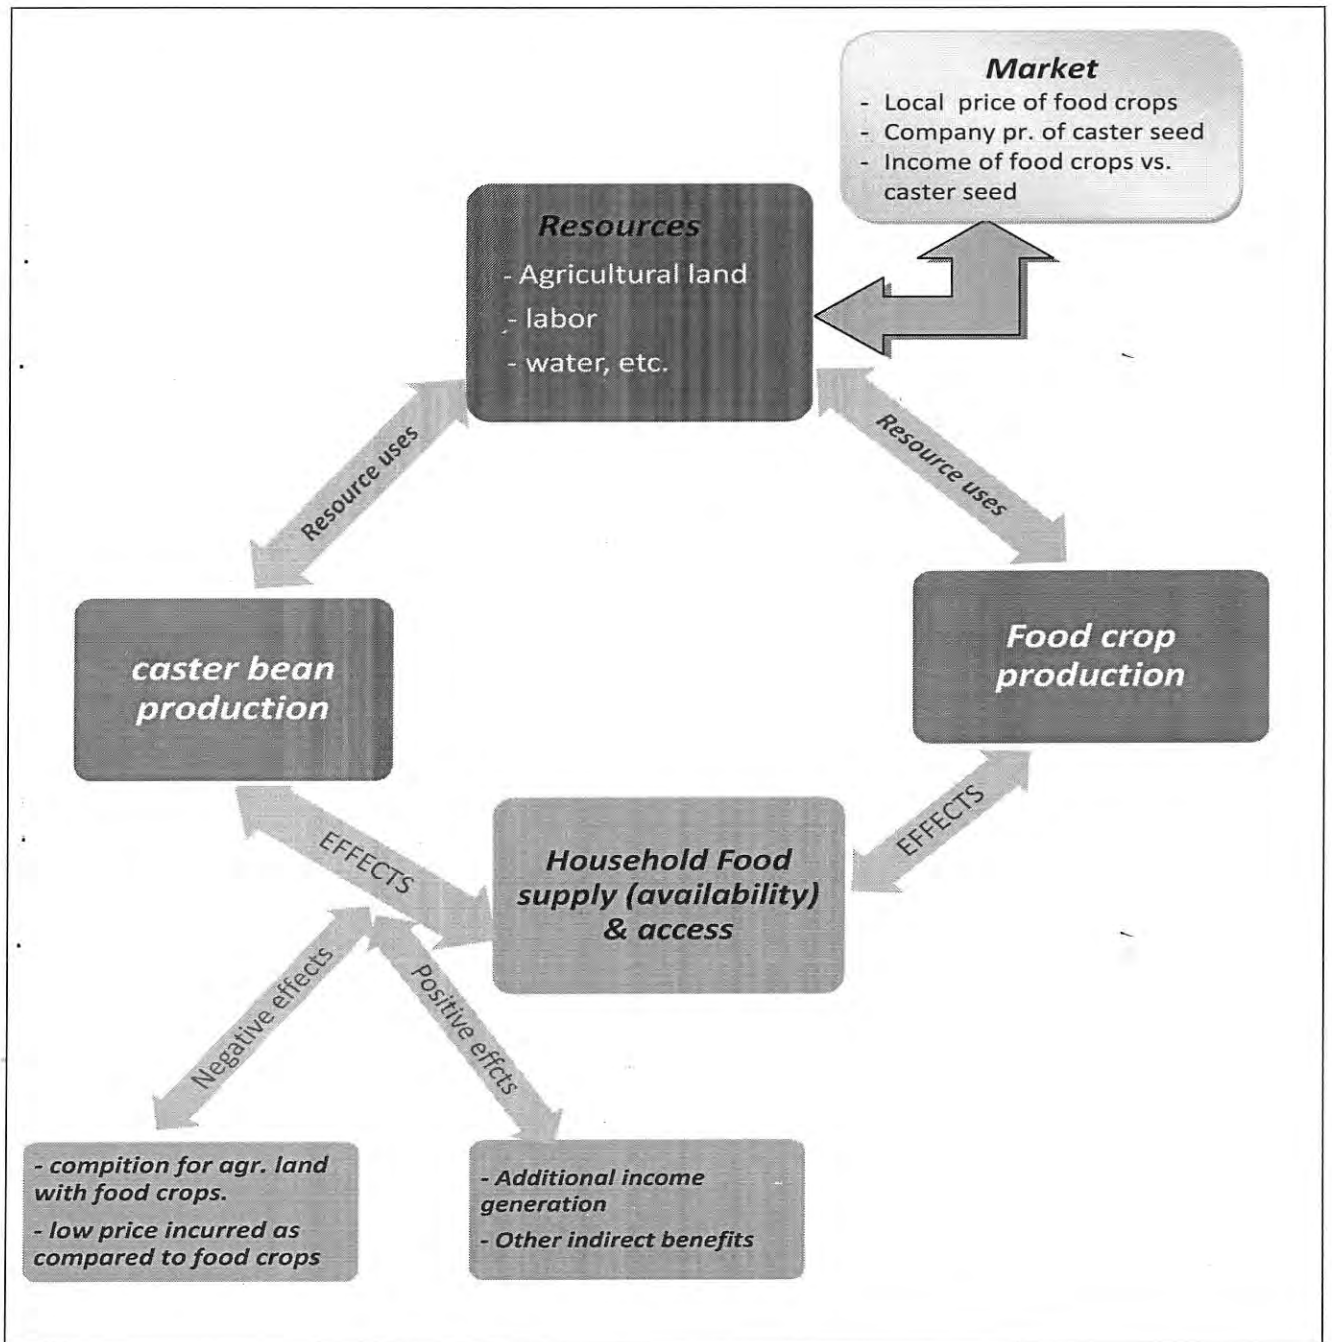 Market
- Local price of food crops
- Company pr. of caster seed
- Income of food crops vs.
caster seed
Resources
- Agricultural land
- labor
- water, etc.
Resource uses
Resource uses
caster bean
production
Food crop
production
EFFECTS
EFFECTS
Household Food
supply (availability)
& access
Negative effects
Positive effcts
- compition for agr. land
with food crops.
- low price incurred as
compared to food crops
- Additional income
generation
- Other indirect benefits